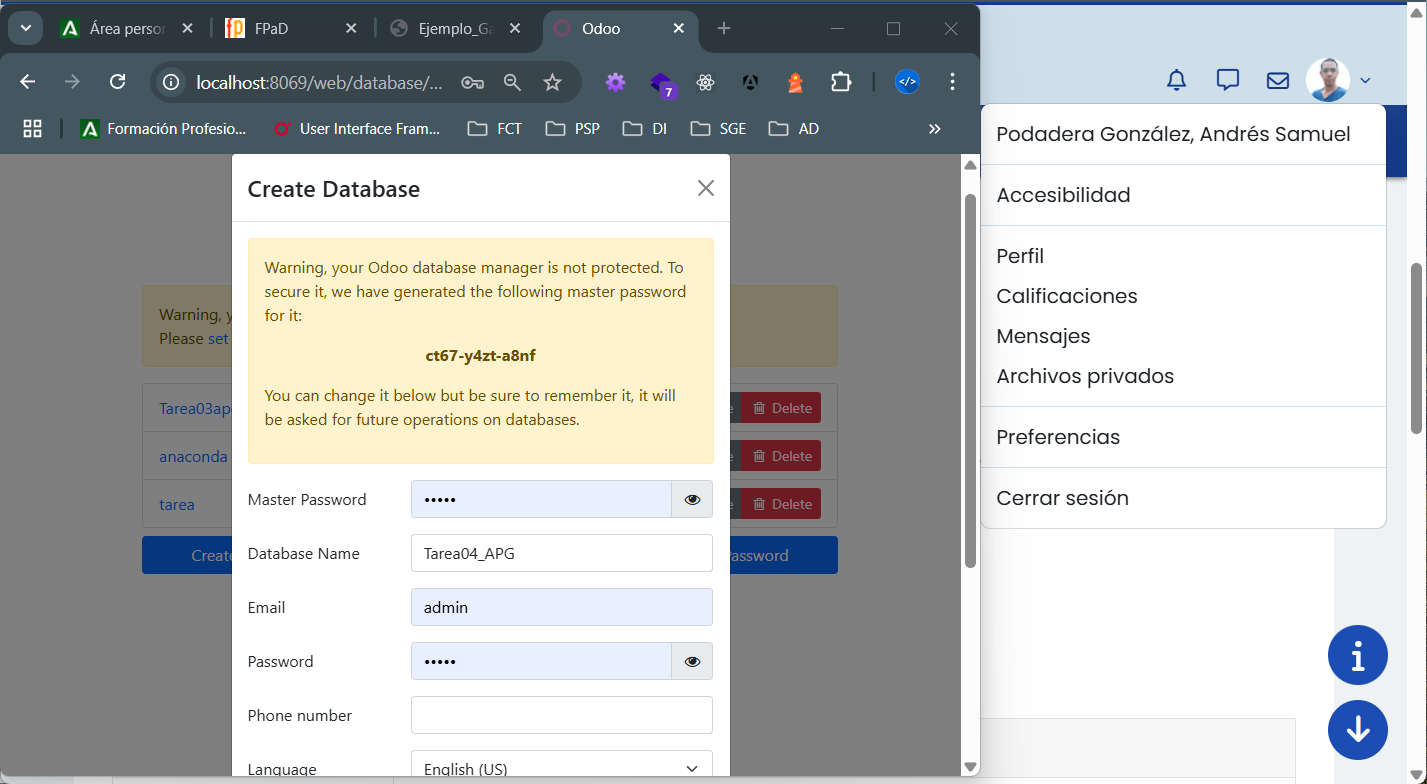 Área person
FPaD
Ejemplo_Ga
Odoo
localhost:8069/web/database/...
7
Formación Profesio...
User Interface Fram...
FCT
PSP
DI
SGE
AD
Create Database
Warning, your Odoo database manager is not protected. To
secure it, we have generated the following master password
for it:
ct67-y4zt-a8nf
You can change it below but be sure to remember it, it will
be asked for future operations on databases.
Master Password
•••••
Database Name
Tarea04_APG
Email
admin
Password
•••••
Phone number
Language
English (US)
Warning, y
Please set
Tarea03ap
Delete
anaconda
Delete
tarea
Delete
Create
Password
Podadera González, Andrés Samuel
Accesibilidad
Perfil
Calificaciones
Mensajes
Archivos privados
Preferencias
Cerrar sesión